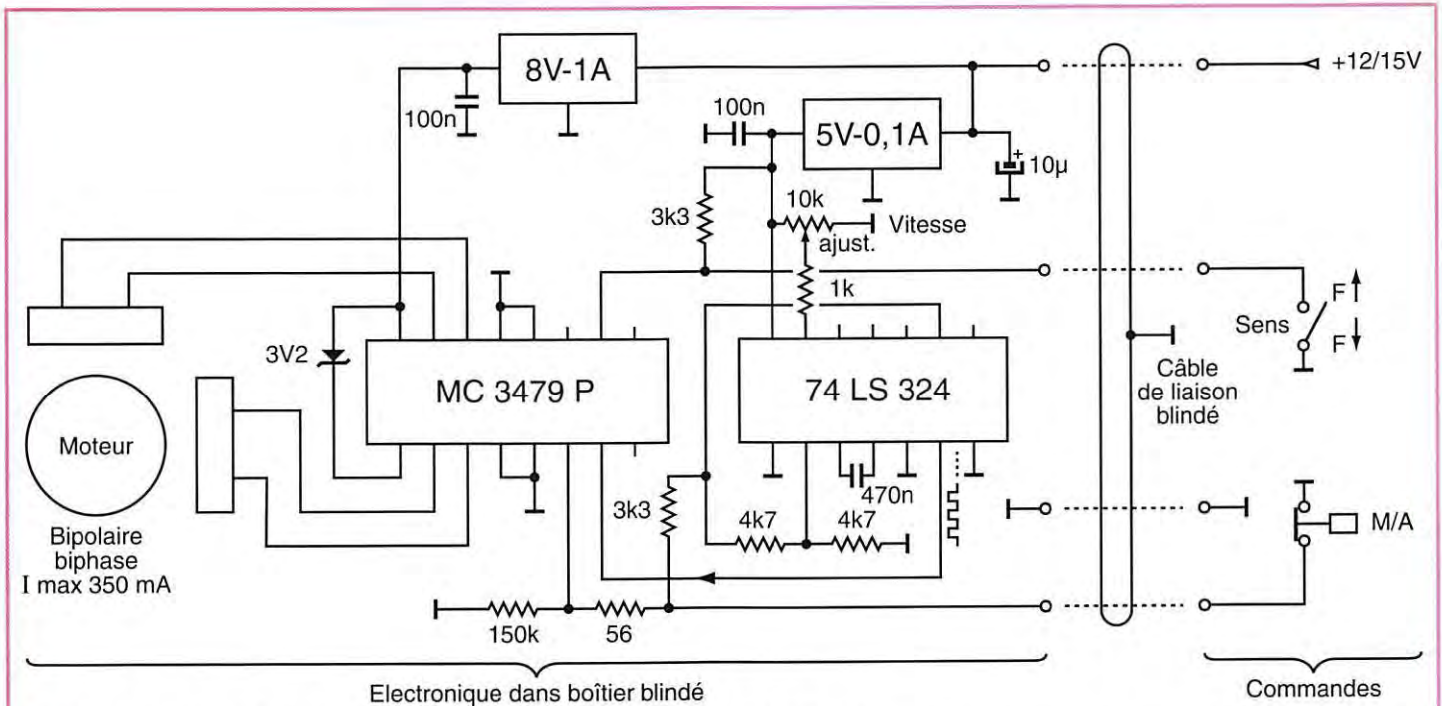 8V-1A
+12/15V
100n
100n
5V-0,1A
10µ
+
3k3
10k
Vitesse
ajust.
1k
Sens
F
F
3V2
MC 3479 P
74 LS 324
Câble
de liaison
blindé
Moteur
470n
3k3
4k7
4k7
M/A
Bipolaire
biphase
I max 350 mA
150k
56
Electronique dans boîtier blindé
Commandes